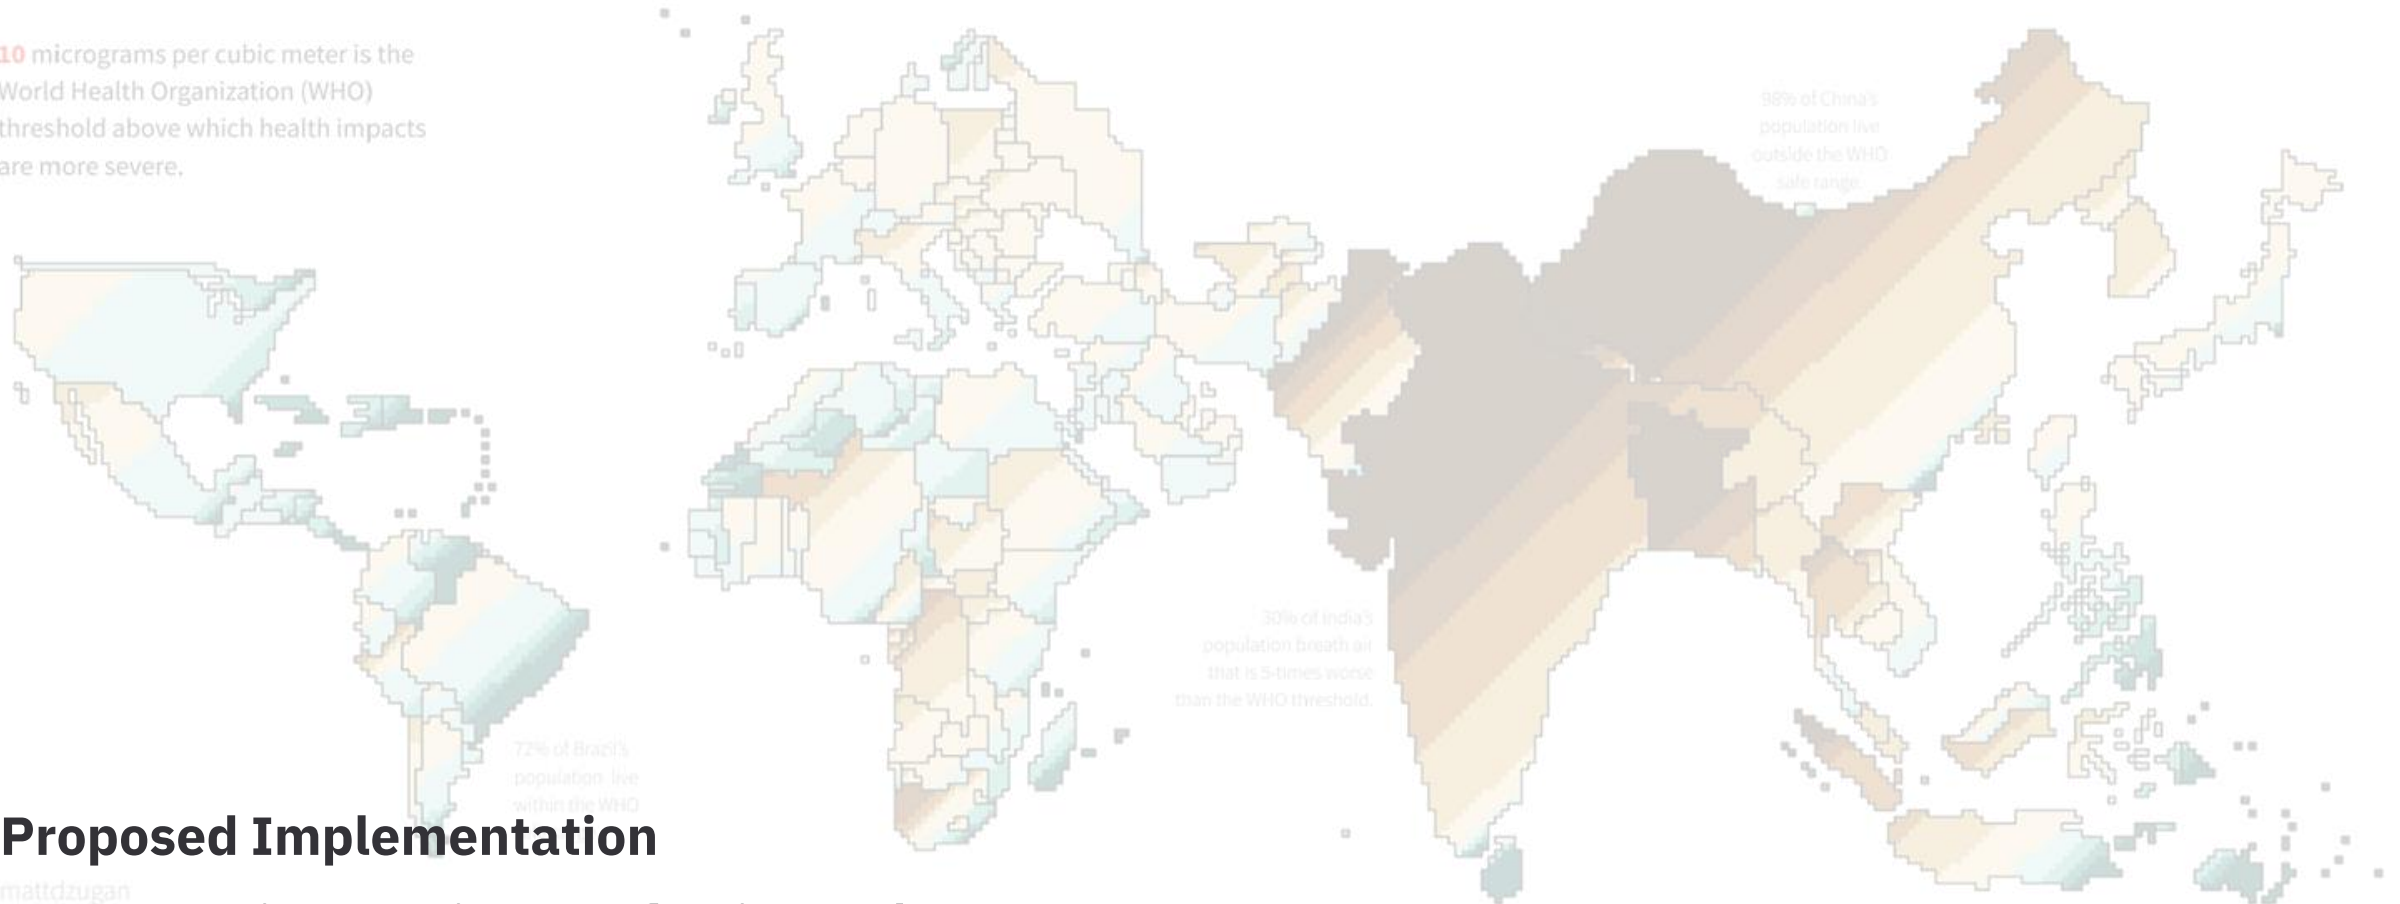 10 micrograms per cubic meter is the
World Health Organization (WHO)
threshold above which health impacts
are more severe.
98% of China's
population live
outside the WHO
safe range.
30% of India's
population breath air
that is 5-times worse
than the WHO threshold.
72% of Brazil's
population live
within the WHO
Proposed Implementation
mattdzugan